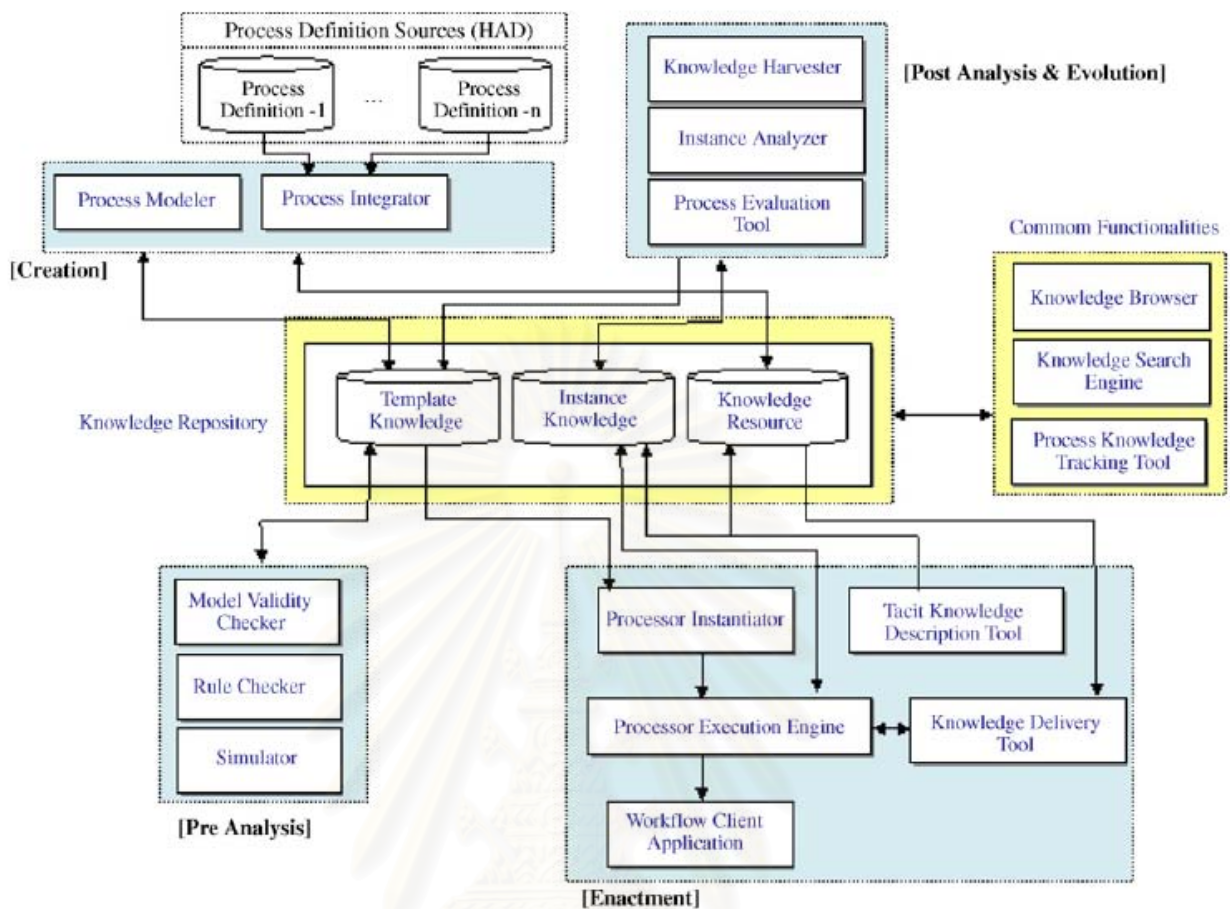 Process Definition Sources (HAD)
Process
Definition -1
...
Process
Definition -n
Process Modeler
Process Integrator
[Creation]
Knowledge Harvester
Instance Analyzer
Process Evaluation
Tool
[Post Analysis & Evolution]
Commom Functionalities
Knowledge Browser
Knowledge Search
Engine
Process Knowledge
Tracking Tool
Knowledge Repository
Template
Knowledge
Instance
Knowledge
Knowledge
Resource
Model Validity
Checker
Rule Checker
Simulator
[Pre Analysis]
Processor Instantiator
Tacit Knowledge
Description Tool
Processor Execution Engine
Knowledge Delivery
Tool
Workflow Client
Application
[Enactment]